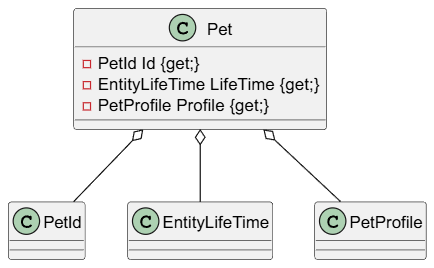 C Pet
PetId Id {get;}
EntityLifeTime LifeTime {get;}
PetProfile Profile {get;}
C PetId
C EntityLifeTime
C PetProfile